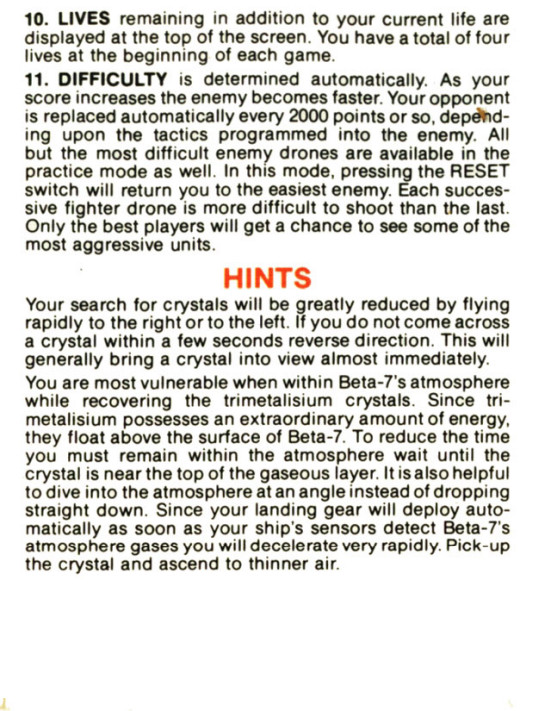 10. LIVES remaining in addition to your current life are
displayed at the top of the screen. You have a total of four
lives at the beginning of each game.
11. DIFFICULTY is determined automatically. As your
score increases the enemy becomes faster. Your opponent
is replaced automatically every 2000 points or so, depend-
ing upon the tactics programmed into the enemy. All
but the most difficult enemy drones are available in the
practice mode as well. In this mode, pressing the RESET
switch will return you to the easiest enemy. Each succes-
sive fighter drone is more difficult to shoot than the last.
Only the best players will get a chance to see some of the
most aggressive units.
HINTS
Your search for crystals will be greatly reduced by flying
rapidly to the right or to the left. If you do not come across
a crystal within a few seconds reverse direction. This will
generally bring a crystal into view almost immediately.
You are most vulnerable when within Beta-7's atmosphere
while recovering the trimetalisium crystals. Since tri-
metalisium possesses an extraordinary amount of energy,
they float above the surface of Beta-7. To reduce the time
you must remain within the atmosphere wait until the
crystal is near the top of the gaseous layer. It is also helpful
to dive into the atmosphere at an angle instead of dropping
straight down. Since your landing gear will deploy auto-
matically as soon as your ship's sensors detect Beta-7's
atmosphere gases you will decelerate very rapidly. Pick-up
the crystal and ascend to thinner air.